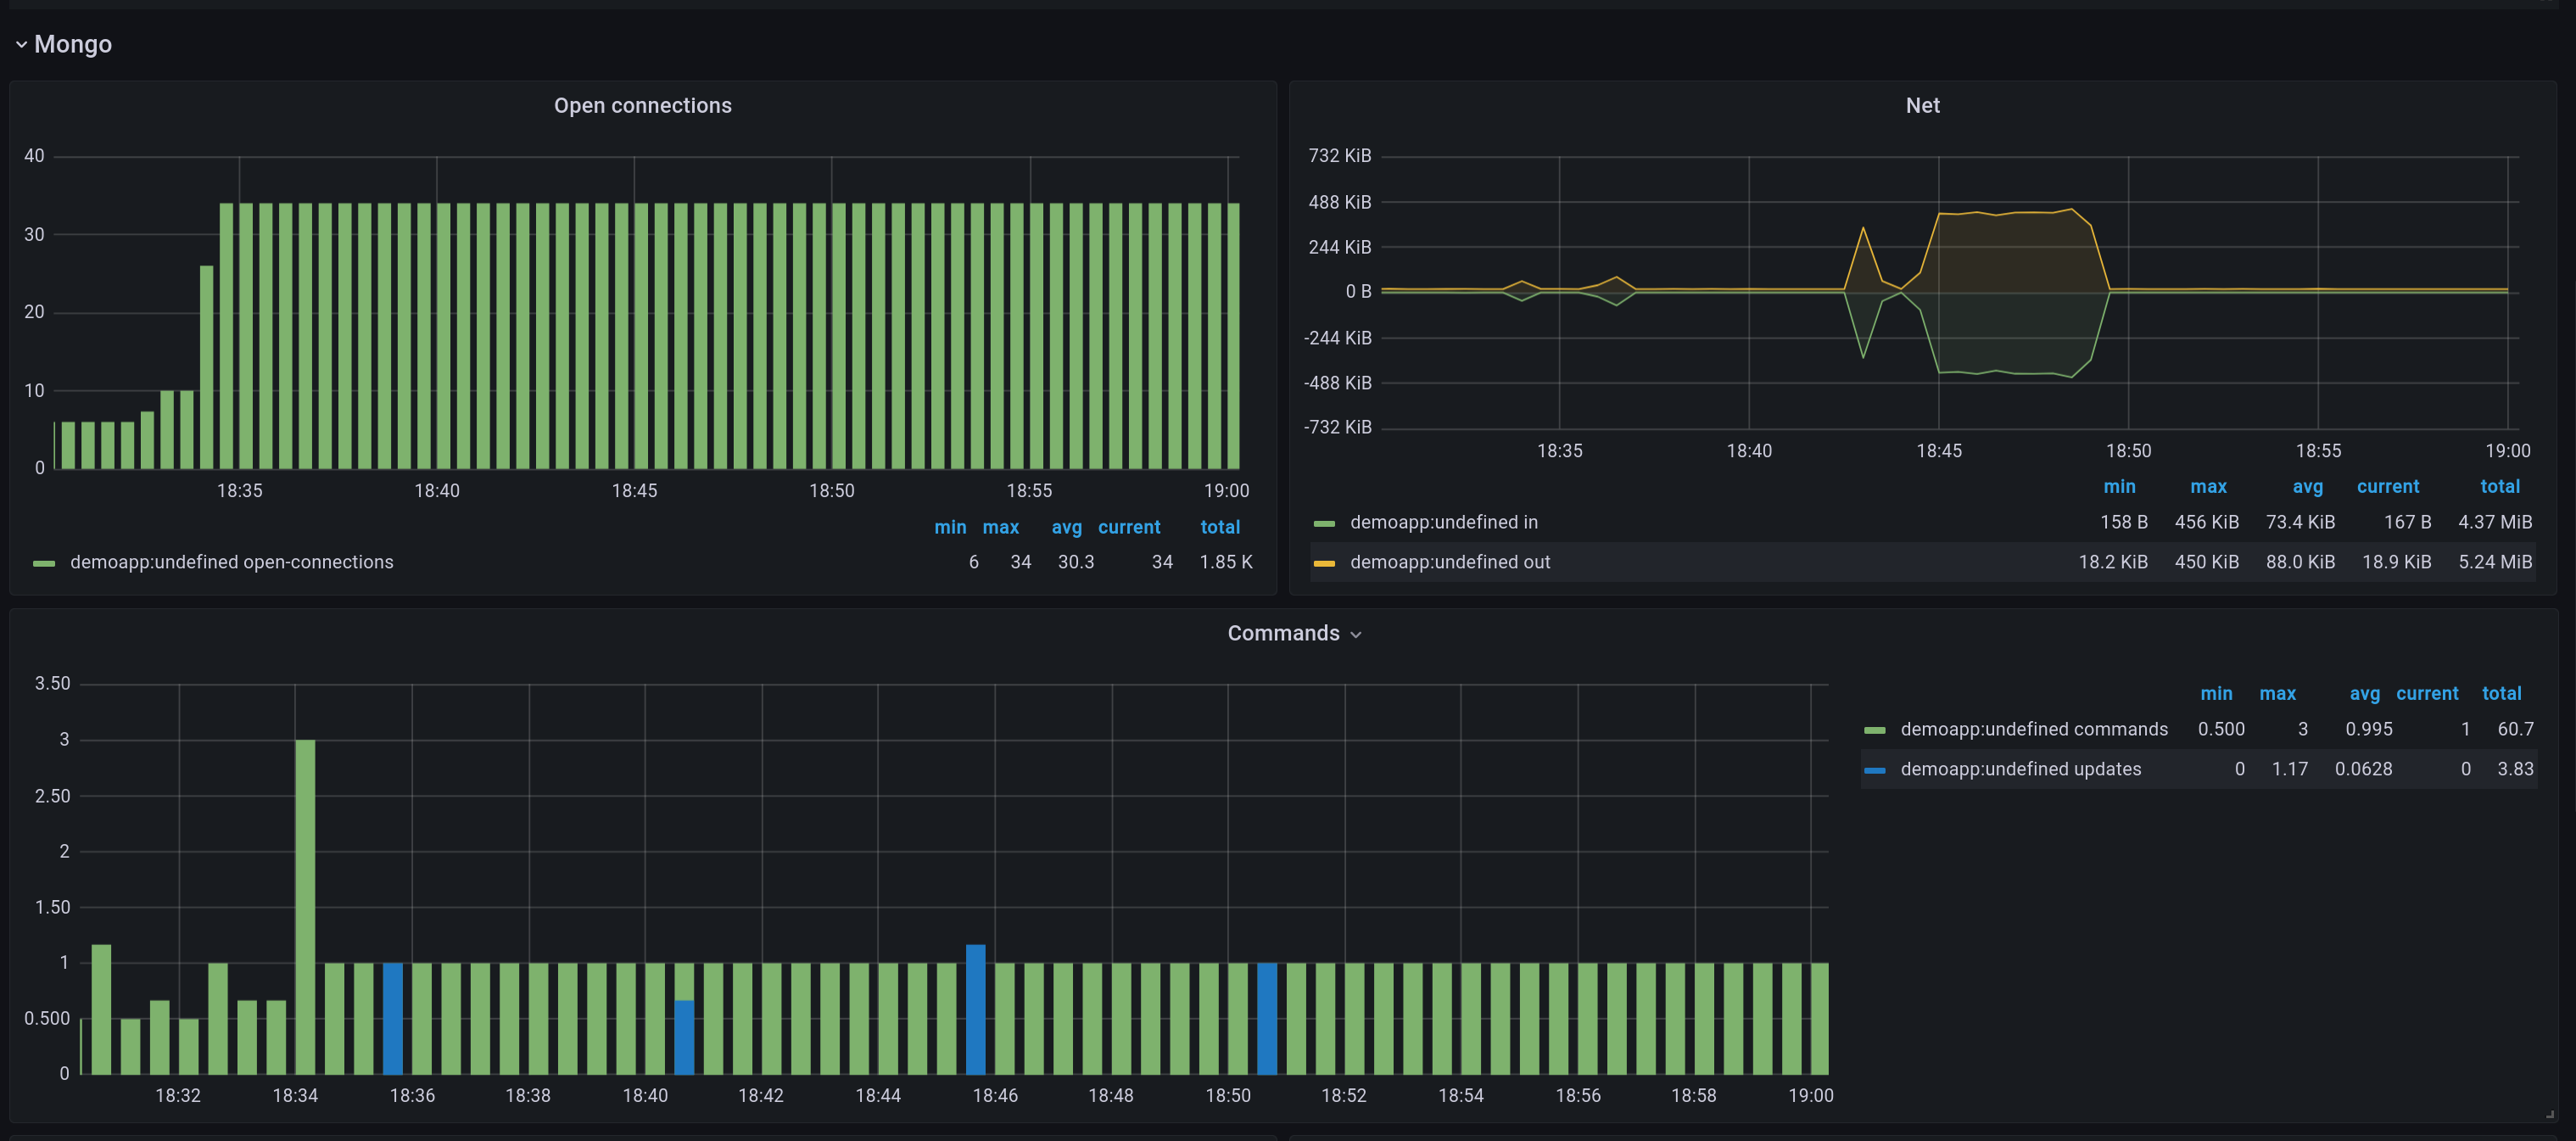 Mongo
Open connections
40
30
20
10
0
18:35 18:40 18:45 18:50 18:55 19:00
min max avg current total
demoapp:undefined open-connections 6 34 30.3 34 1.85 K
Net
732 KiB
488 KiB
244 KiB
0 B
-244 KiB
-488 KiB
-732 KiB
18:35 18:40 18:45 18:50 18:55 19:00
min max avg current total
demoapp:undefined in 158 B 456 KiB 73.4 KiB 167 B 4.37 MiB
demoapp:undefined out 18.2 KiB 450 KiB 88.0 KiB 18.9 KiB 5.24 MiB
Commands
3.50
3
2.50
2
1.50
1
0.500
0
18:32 18:34 18:36 18:38 18:40 18:42 18:44 18:46 18:48 18:50 18:52 18:54 18:56 18:58 19:00
min max avg current total
demoapp:undefined commands 0.500 3 0.995 1 60.7
demoapp:undefined updates 0 1.17 0.0628 0 3.83